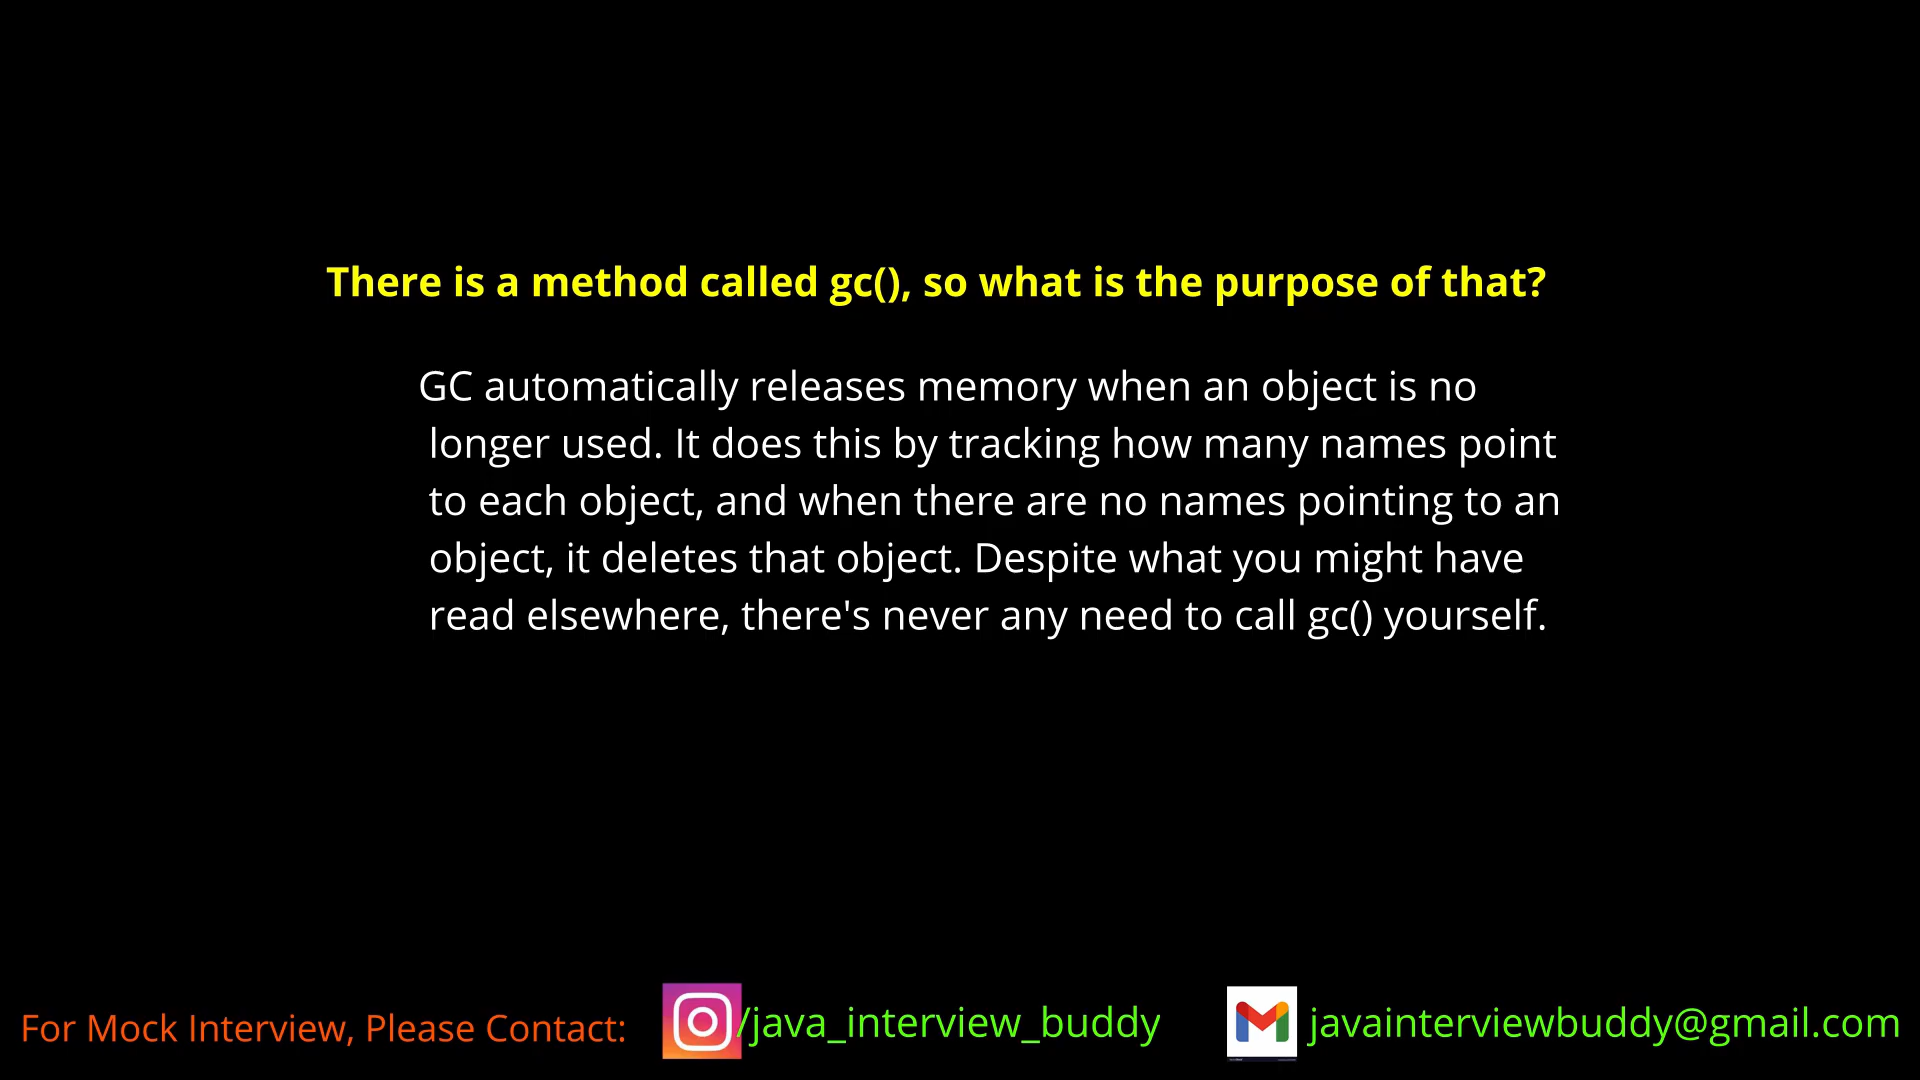 There is a method called gc(), so what is the purpose of that?
GC automatically releases memory when an object is no
longer used. It does this by tracking how many names point
to each object, and when there are no names pointing to an
object, it deletes that object. Despite what you might have
read elsewhere, there's never any need to call gc() yourself.
For Mock Interview, Please Contact: /java_interview_buddy javainterviewbuddy@gmail.com